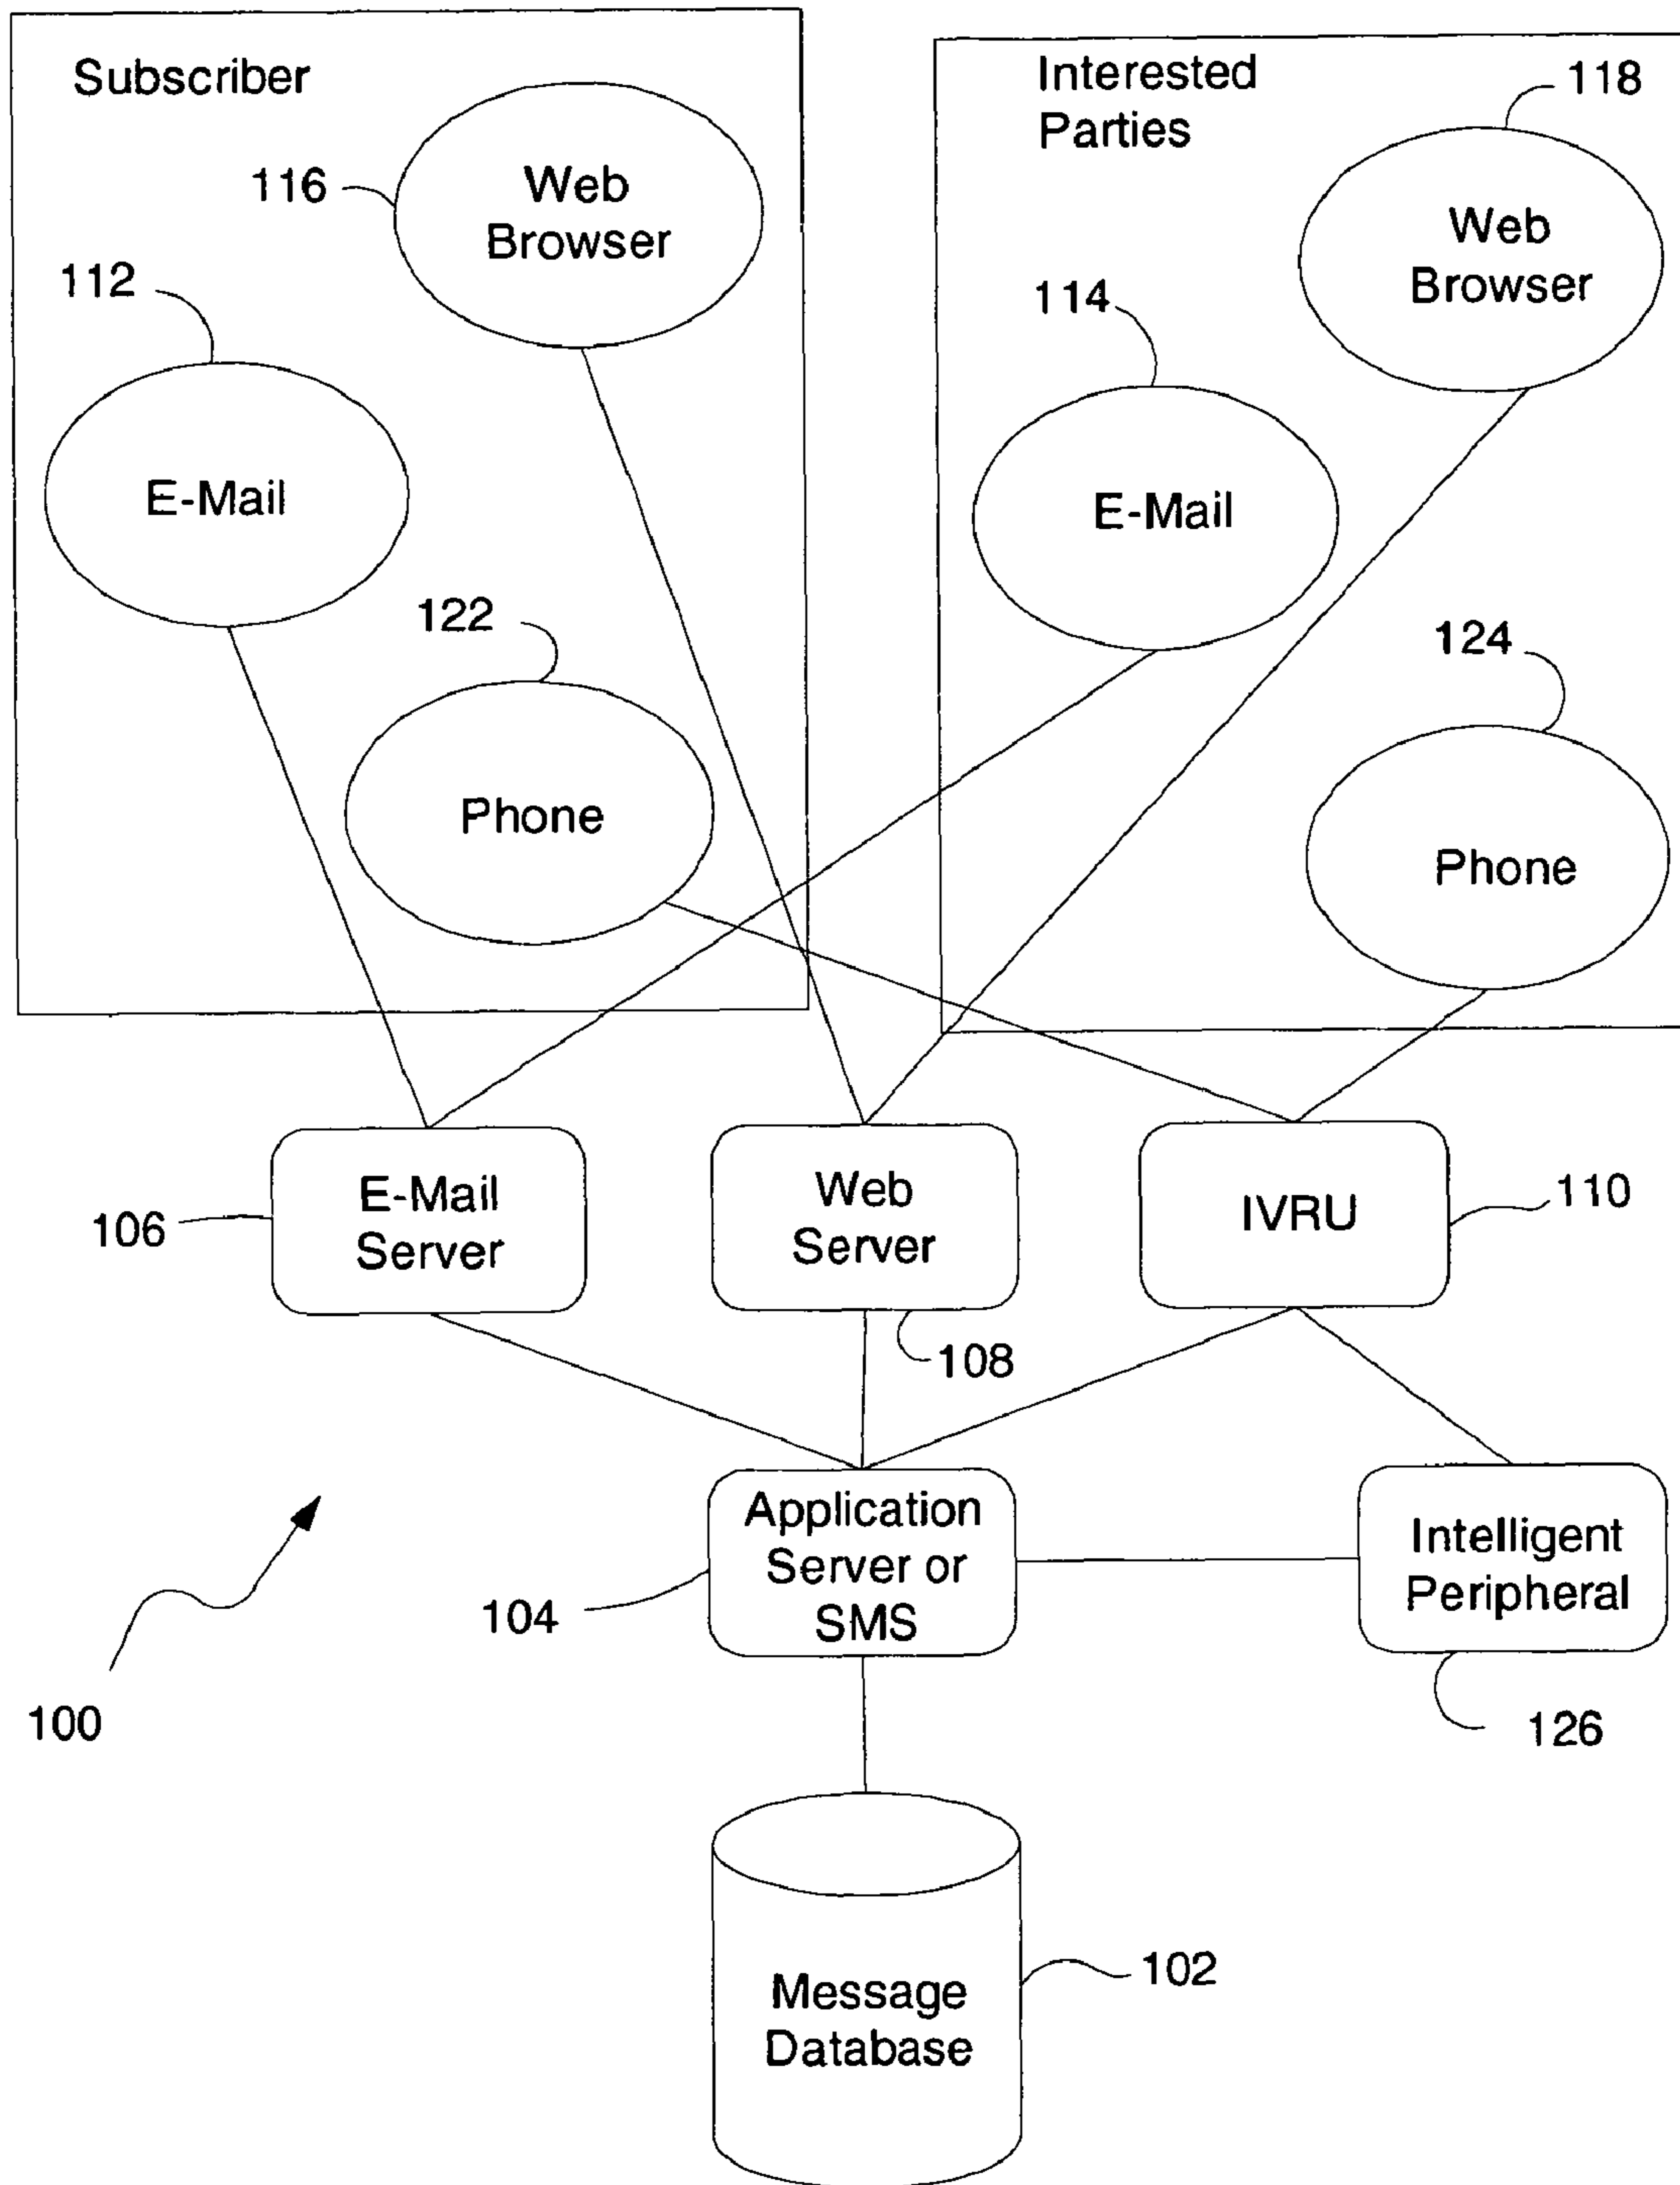 Subscriber
Interested
Parties
118
116
Web
Browser
Web
Browser
112
114
E-Mail
E-Mail
122
124
Phone
Phone
106
E-Mail
Server
Web
Server
IVRU
110
108
Application
Server or
SMS
104
Intelligent
Peripheral
100
126
Message
Database
102